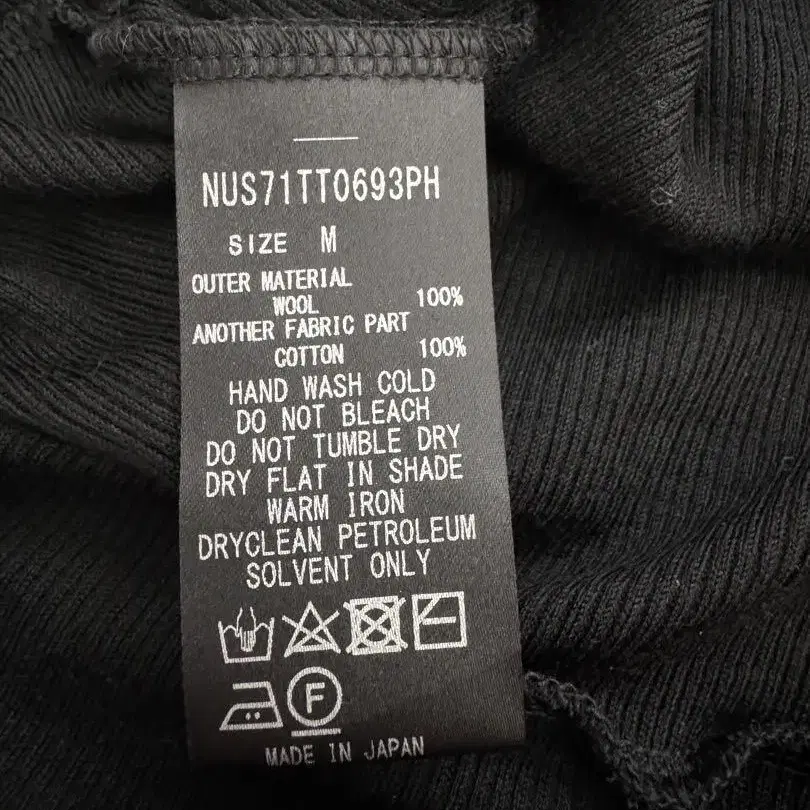 NUS71TT0693PH
SIZE M
OUTER MATERIAL
WOOL 100%
ANOTHER FABRIC PART
COTTON 100%
HAND WASH COLD
DO NOT BLEACH
DO NOT TUMBLE DRY
DRY FLAT IN SHADE
WARM IRON
DRYCLEAN PETROLEUM
SOLVENT ONLY
F
MADE IN JAPAN